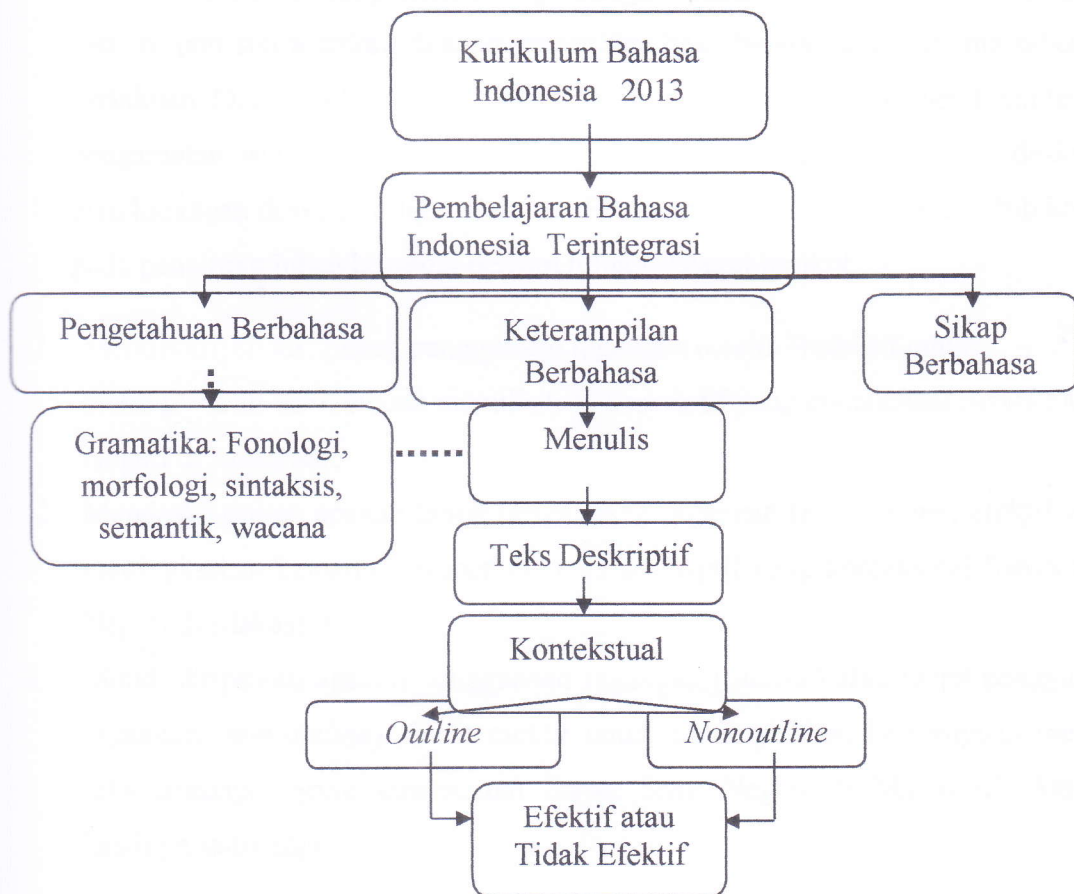 Kurikulum Bahasa
Indonesia 2013
Pembelajaran Bahasa
Indonesia Terintegrasi
Pengetahuan Berbahasa
Keterampilan
Berbahasa
Sikap
Berbahasa
Gramatika: Fonologi,
morfologi, sintaksis,
semantik, wacana
Menulis
Teks Deskriptif
Kontekstual
Outline
Nonoutline
Efektif atau
Tidak Efektif